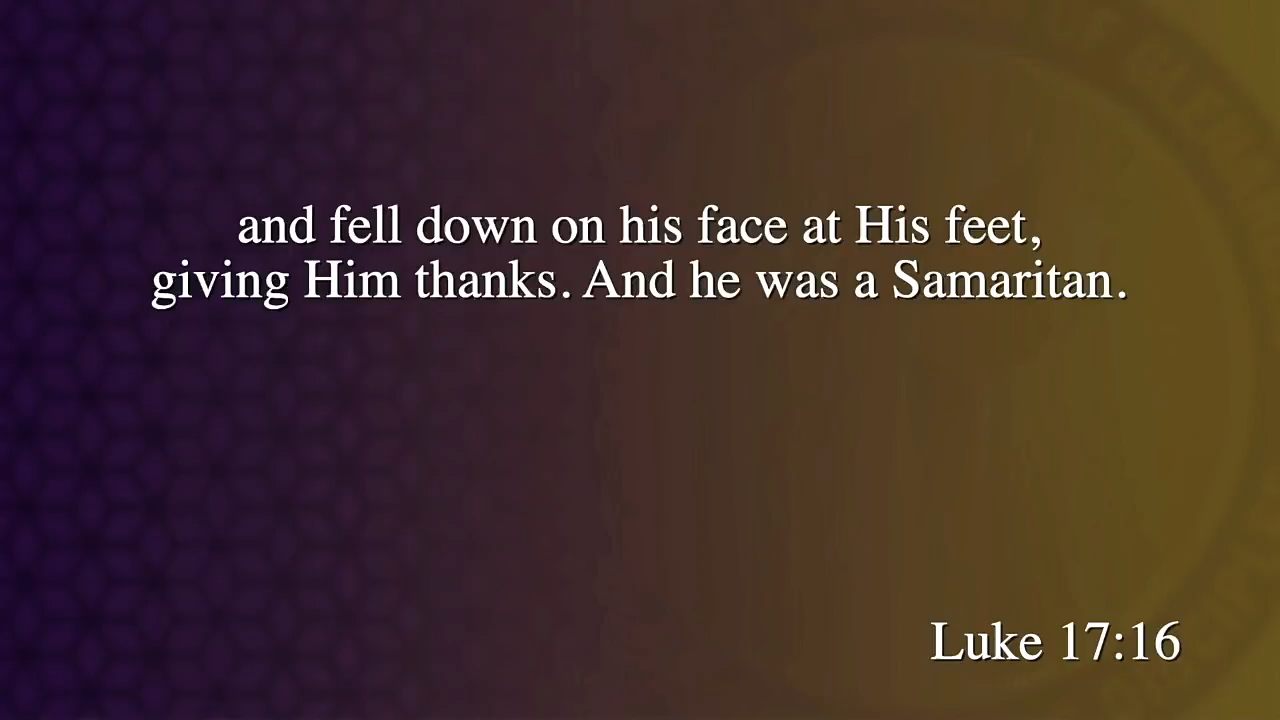 and fell down on his face at His feet,
giving Him thanks. And he was a Samaritan.
Luke 17:16